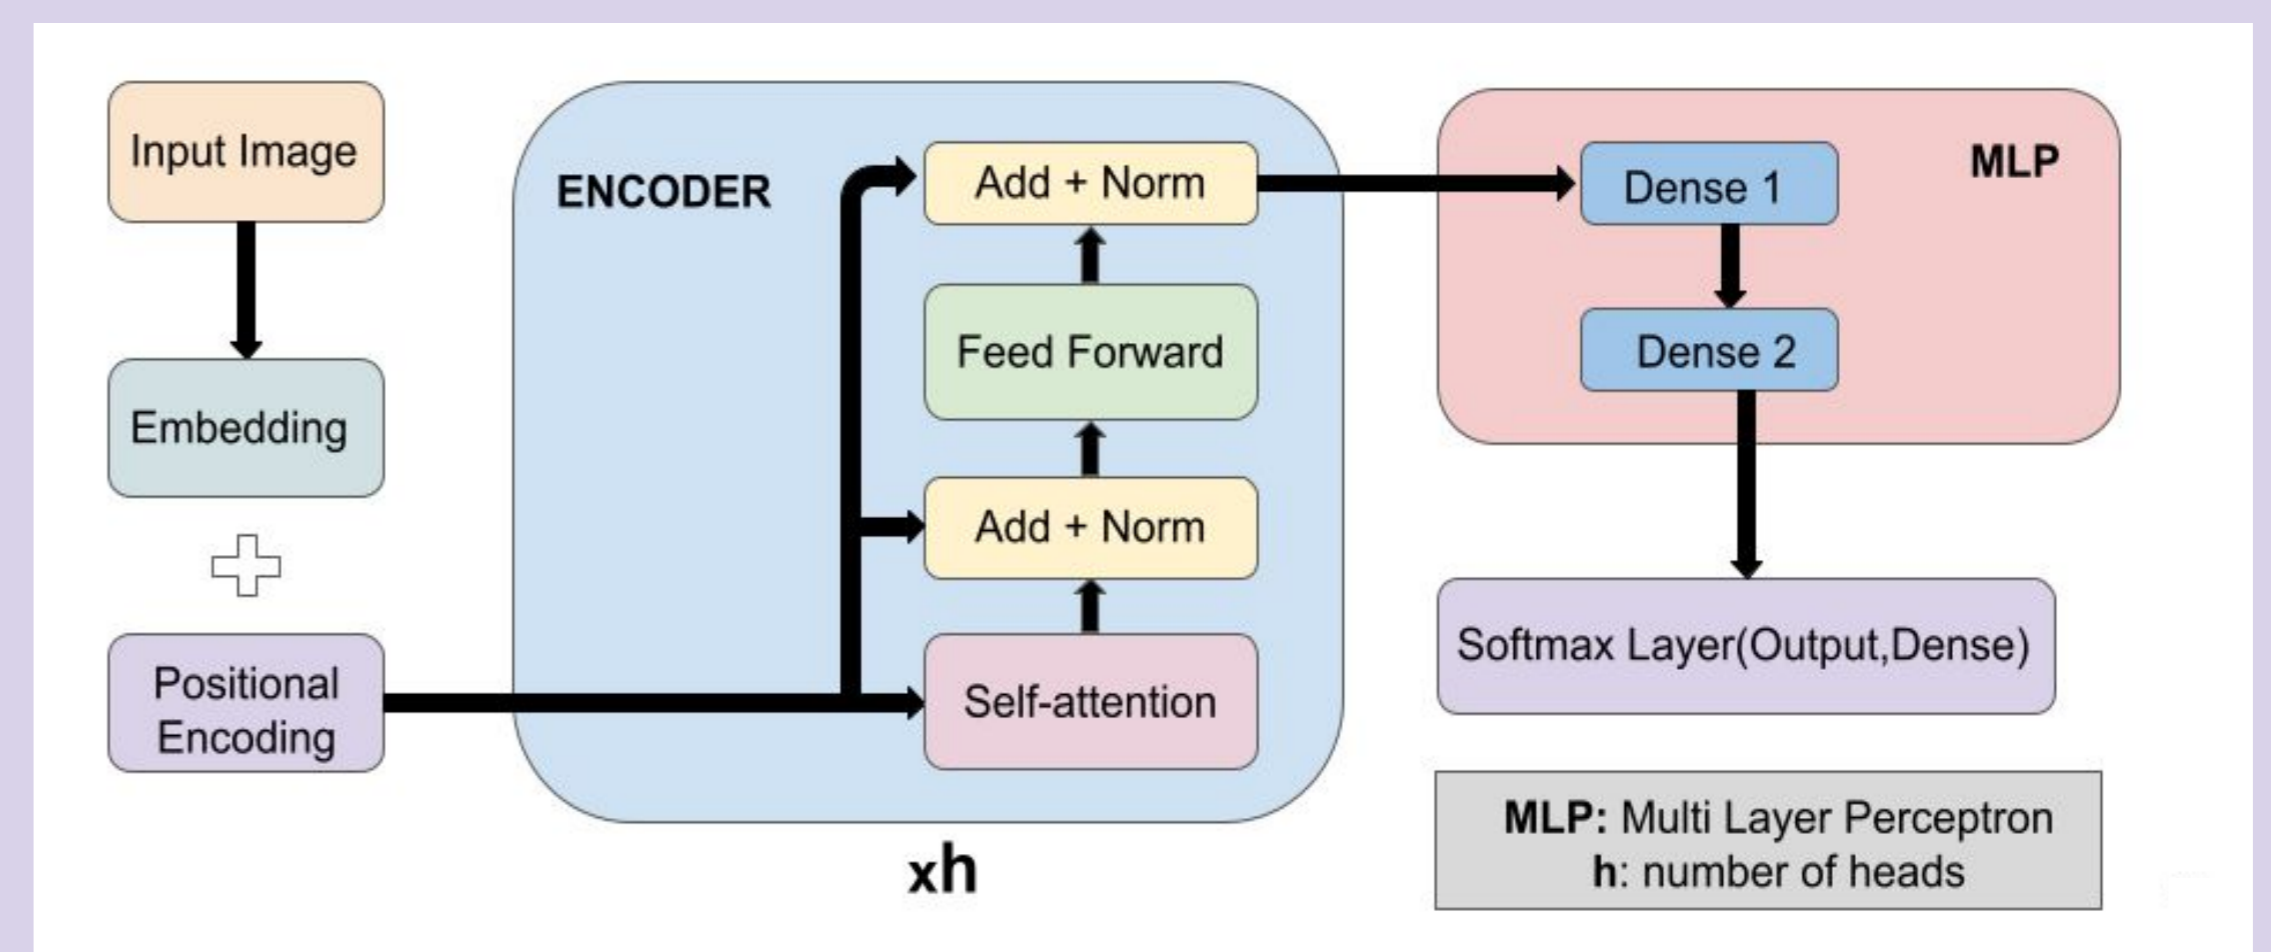 Input Image
Embedding
Positional
Encoding
ENCODER
Add + Norm
Feed Forward
Add + Norm
Self-attention
xh
MLP
Dense 1
Dense 2
Softmax Layer(Output,Dense)
MLP: Multi Layer Perceptron
h: number of heads